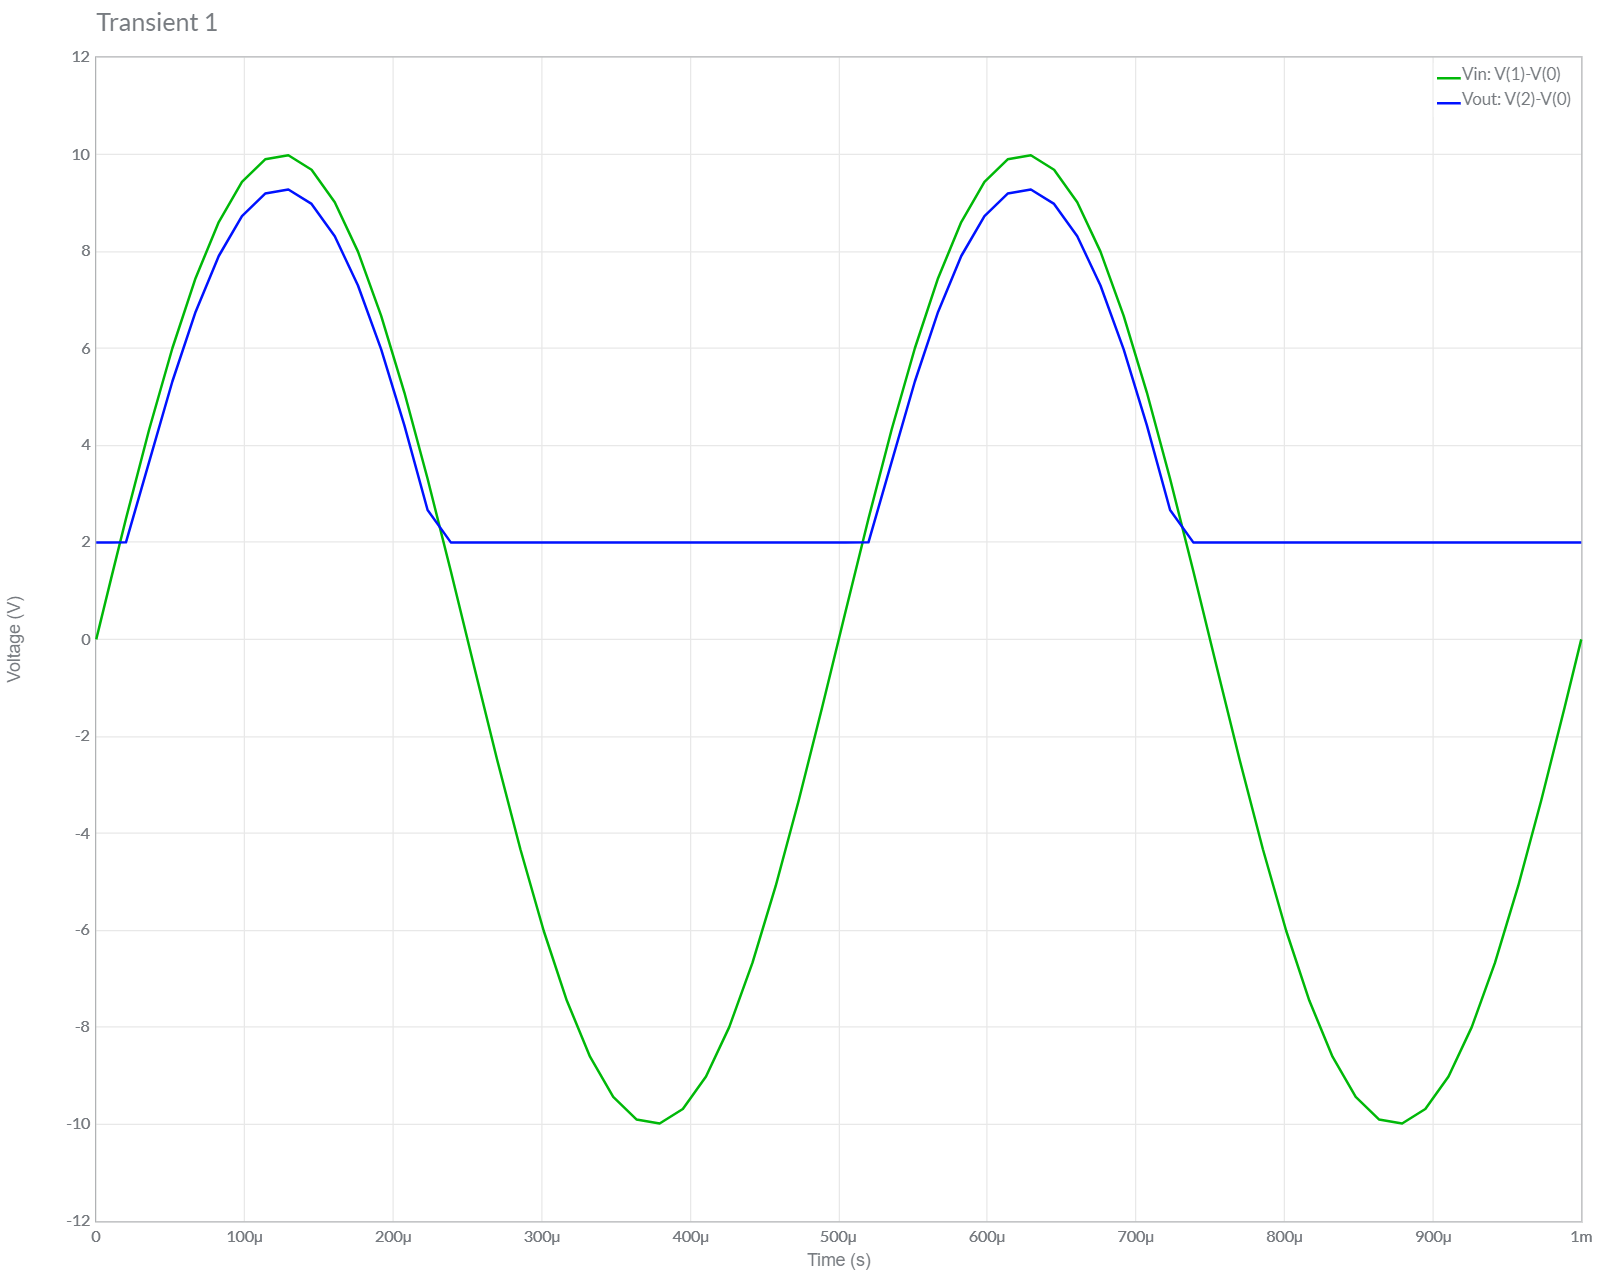 Transient 1
Vin: V(1)-V(0)
Vout: V(2)-V(0)
12
10
8
6
4
2
0
-2
-4
-6
-8
-10
-12
Voltage (V)
0 100µ 200µ 300µ 400µ 500µ 600µ 700µ 800µ 900µ 1m
Time (s)